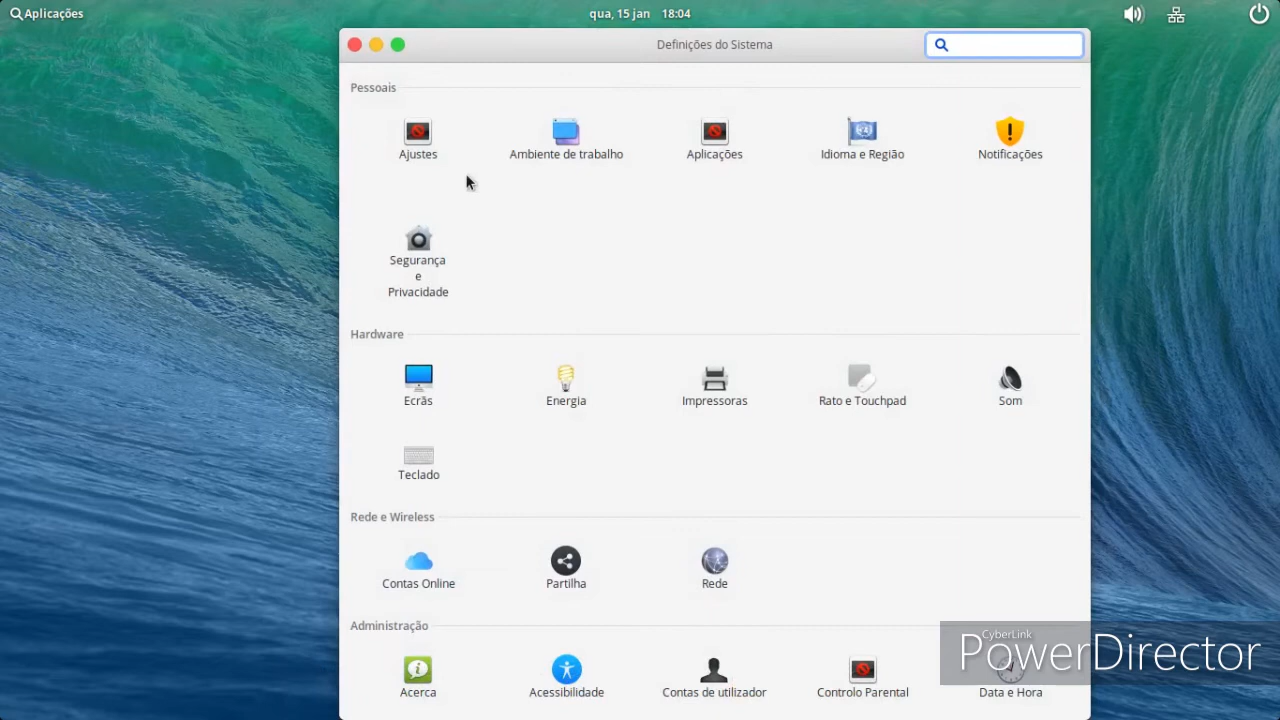 Aplicações
qua, 15 jan 18:04
Definições do Sistema
Pessoais
Ajustes
Ambiente de trabalho
Aplicações
Idioma e Região
Notificações
Segurança
e
Privacidade
Hardware
Ecrãs
Energia
Impressoras
Rato e Touchpad
Som
Teclado
Rede e Wireless
Contas Online
Partilha
Rede
Administração
Acerca
Acessibilidade
Contas de utilizador
Controlo Parental
Data e Hora
CyberLink
PowerDirector